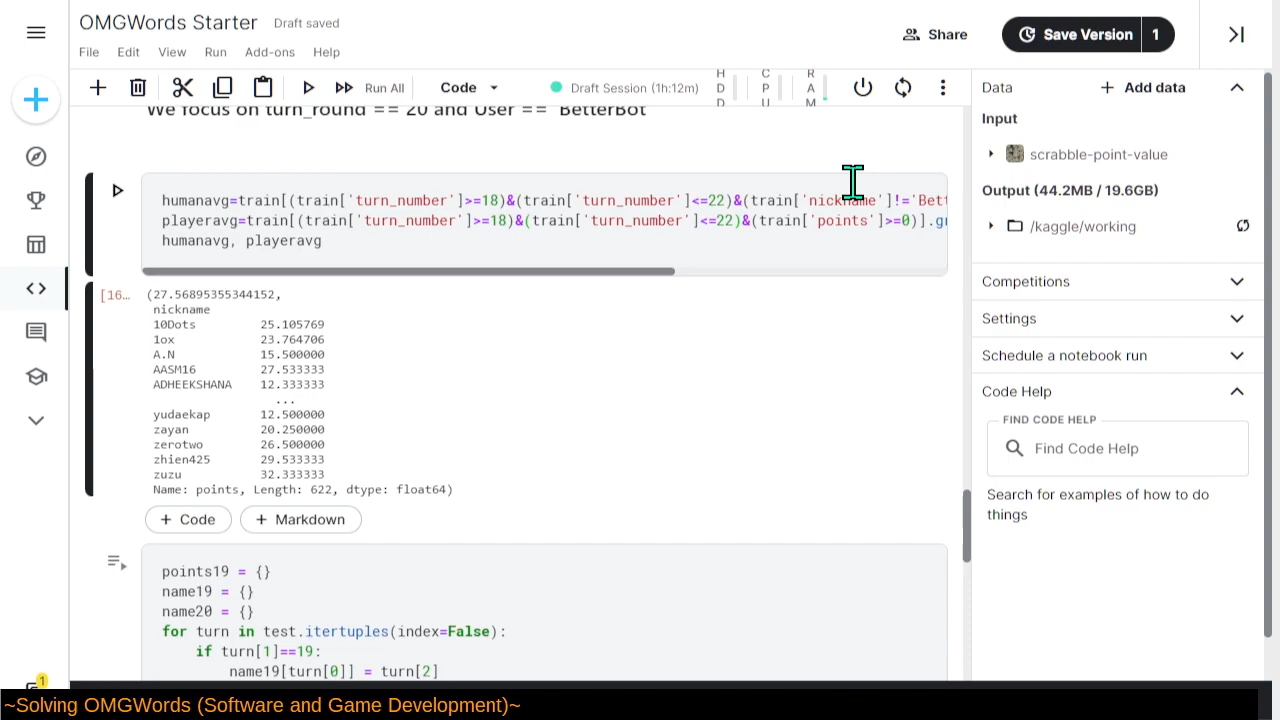 OMGWords Starter Draft saved
File Edit View Run Add-ons Help
Share
Save Version 1
Run All Code Draft Session (1h:12m) HDD CPU RAM
We focus on turn_round == 20 and User == "BetterBot"
humanavg=train[(train['turn_number']>=18)&(train['turn_number']<=22)&(train['nickname']!='Bett
playeravg=train[(train['turn_number']>=18)&(train['turn_number']<=22)&(train['points']>=0)].gr
humanavg, playeravg
[16… (27.56895355344152,
nickname
10Dots 25.105769
1ox 23.764706
A.N 15.500000
AASM16 27.533333
ADHEEKSHANA 12.333333
...
yudaekap 12.500000
zayan 20.250000
zerotwo 26.500000
zhien425 29.533333
zuzu 32.333333
Name: points, Length: 622, dtype: float64)
+ Code + Markdown
points19 = {}
name19 = {}
name20 = {}
for turn in test.itertuples(index=False):
if turn[1]==19:
name19[turn[0]] = turn[2]
Data
+ Add data
Input
scrabble-point-value
Output (44.2MB / 19.6GB)
/kaggle/working
Competitions
Settings
Schedule a notebook run
Code Help
FIND CODE HELP
Find Code Help
Search for examples of how to do
things
1
~Solving OMGWords (Software and Game Development)~